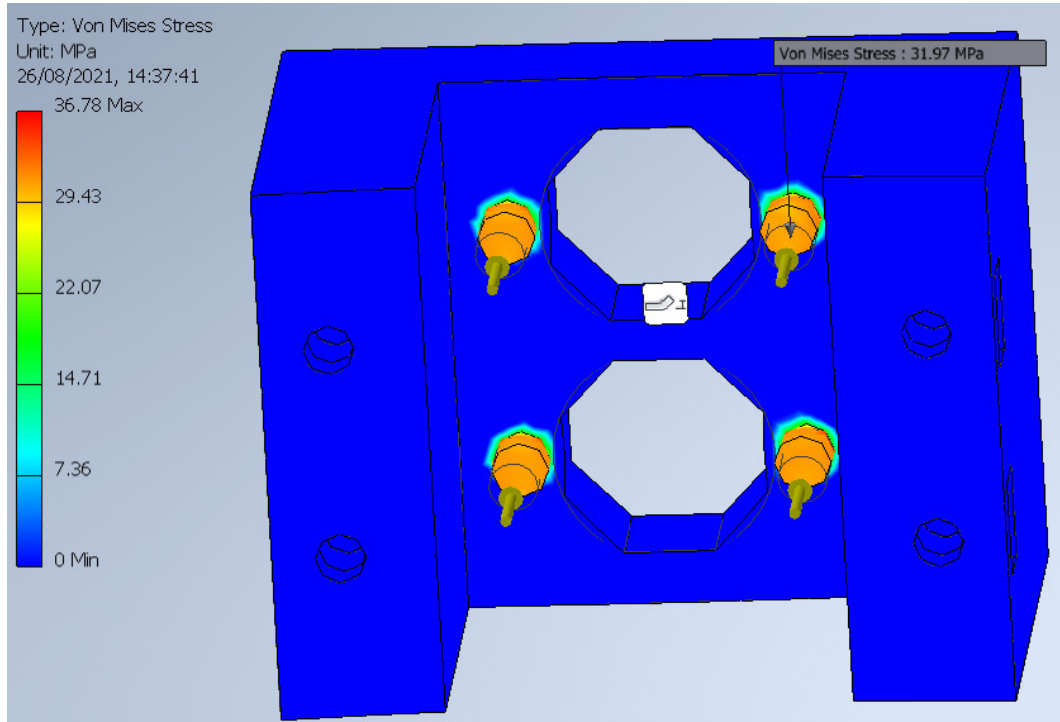 Type: Von Mises Stress
Unit: MPa
26/08/2021, 14:37:41
36.78 Max
29.43
22.07
14.71
7.36
0 Min
Von Mises Stress : 31.97 MPa